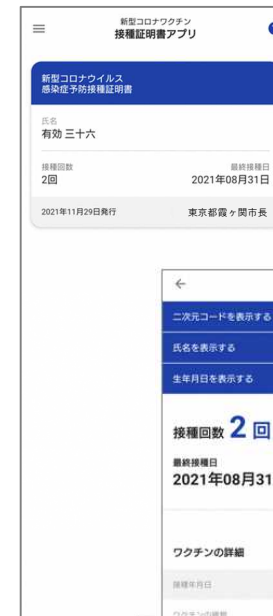 新型コロナワクチン
接種証明書アプリ
新型コロナウイルス
感染症予防接種証明書
氏名
有効 三十六
接種回数
最終接種日
2回
2021年08月31日
2021年11月29日発行
東京都霞ヶ関市長
二次元コードを表示する
氏名を表示する
生年月日を表示する
接種回数 2 回
最終接種日
2021年08月31
ワクチンの詳細
接種年月日
ワクチンの種類